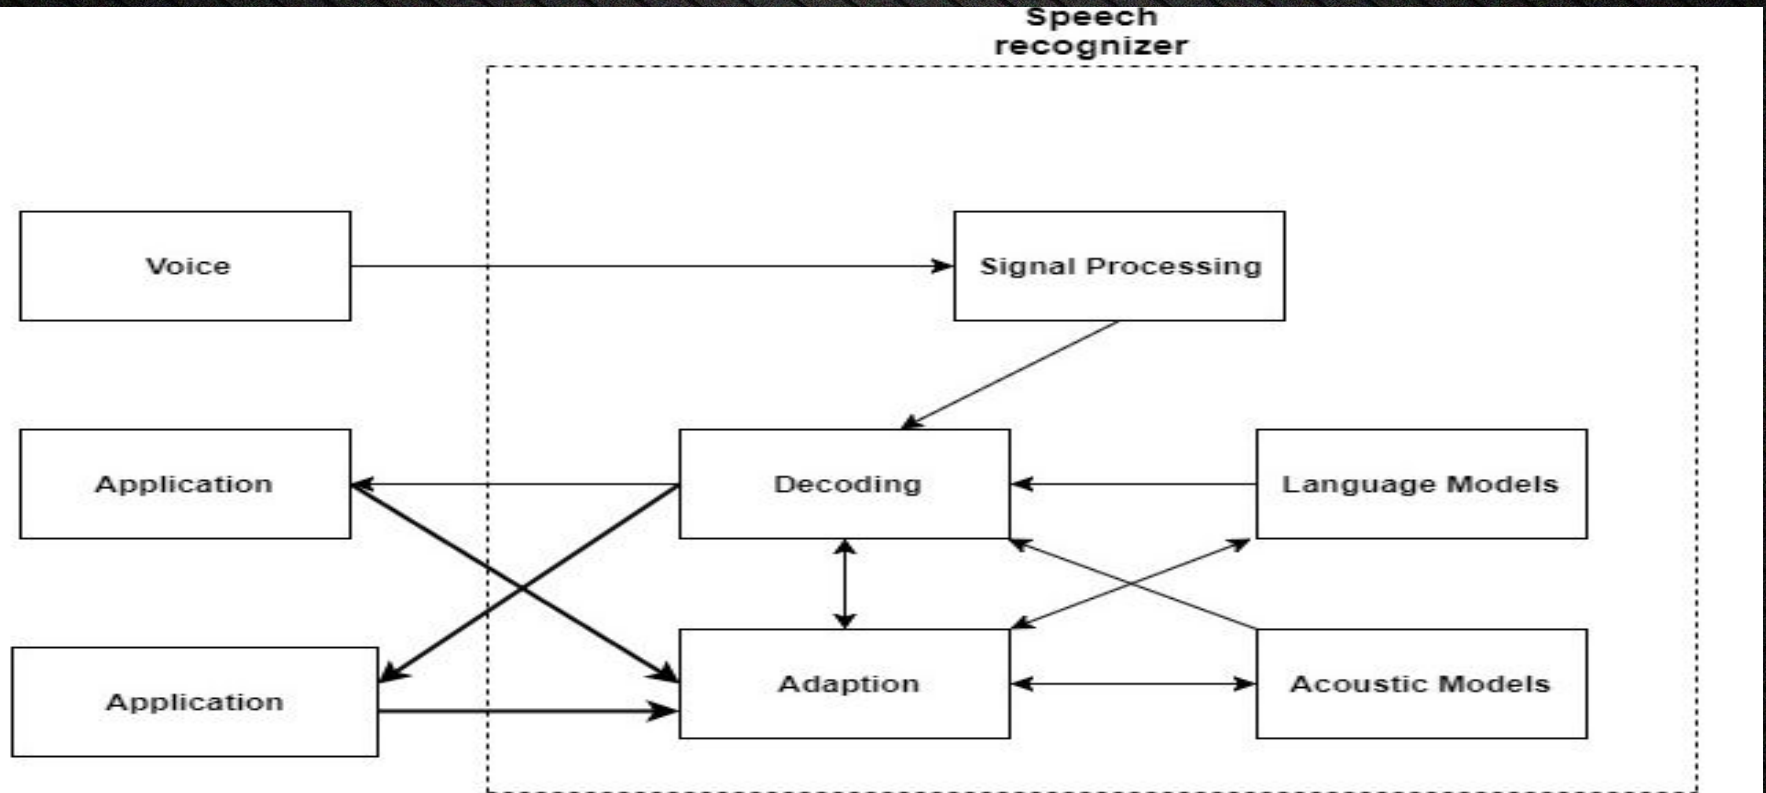 Speech
recognizer
Voice
Signal Processing
Application
Decoding
Language Models
Application
Adaption
Acoustic Models